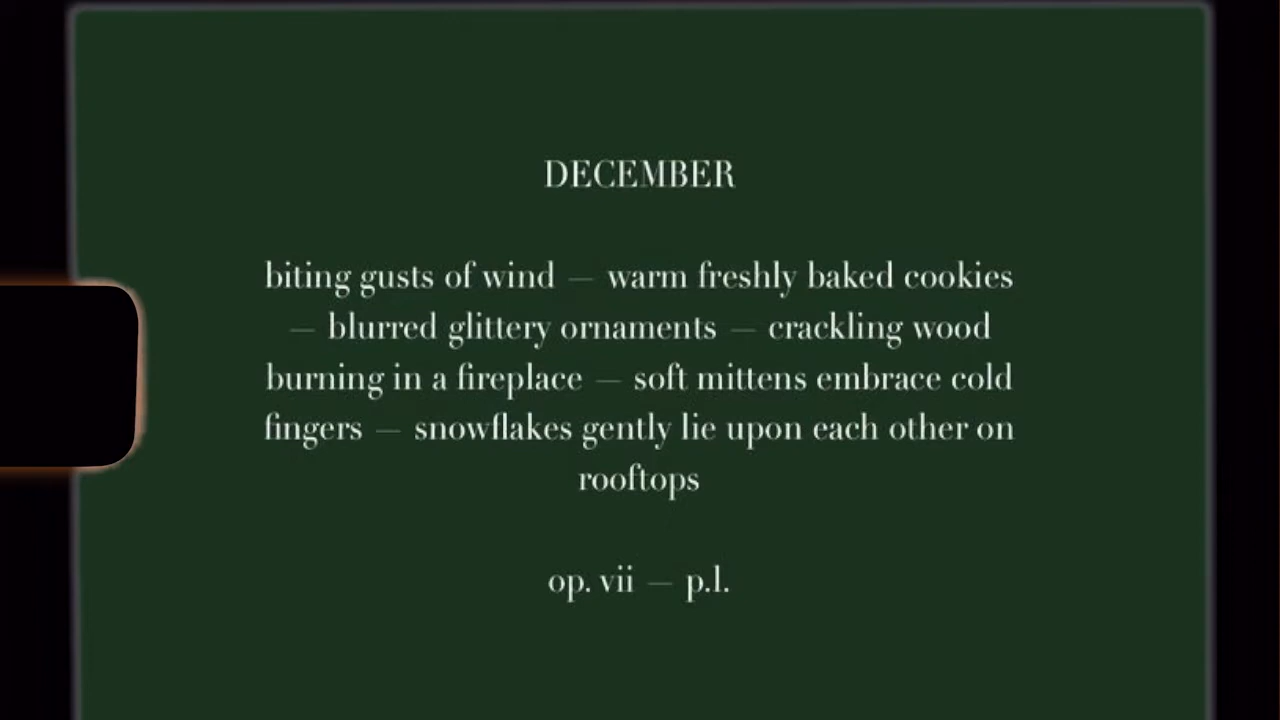 DECEMBER
biting gusts of wind — warm freshly baked cookies
— blurred glittery ornaments — crackling wood
burning in a fireplace — soft mittens embrace cold
fingers — snowflakes gently lie upon each other on
rooftops
op. vii — p.l.